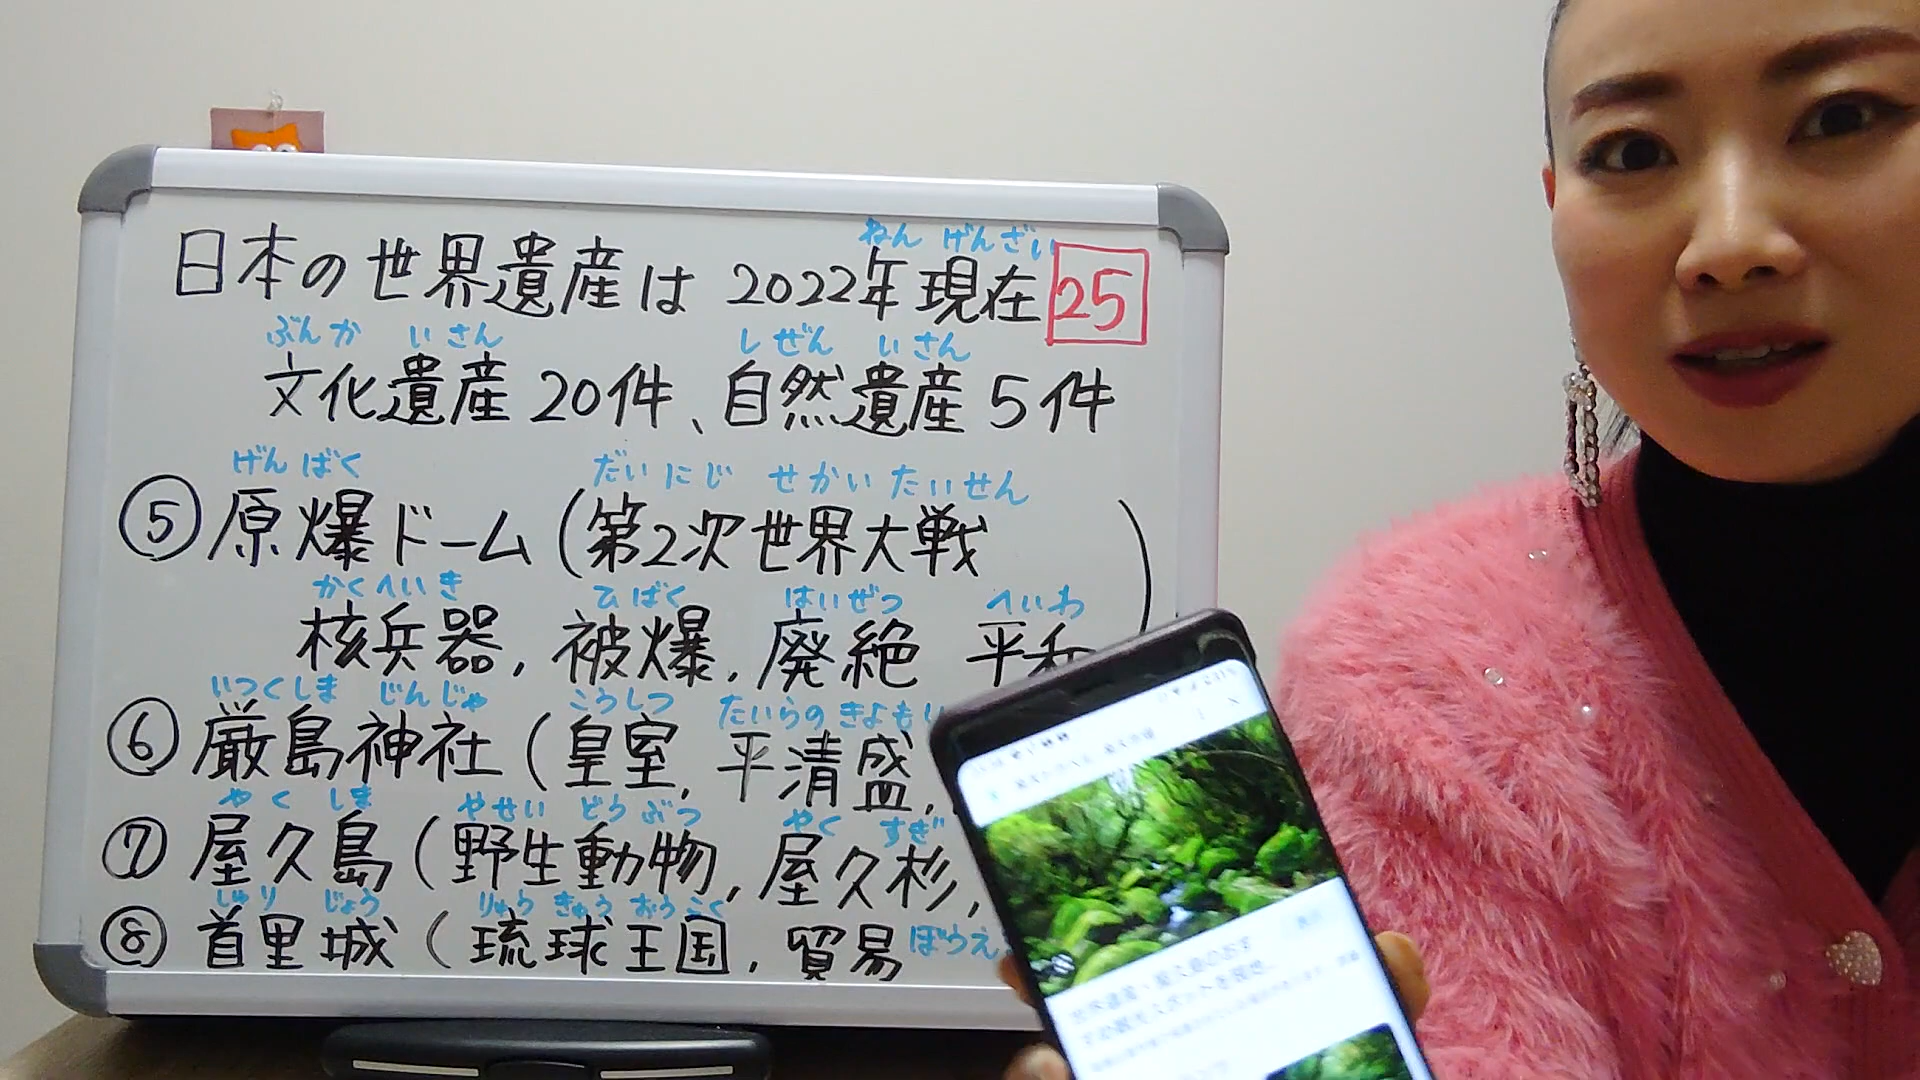 ねん げんざい
日本の世界遺産は 2022年現在 25
ぶんか いさん しぜん いさん
文化遺産 20件、自然遺産 5件
げんばく だいにじ せかい たいせん
⑤原爆ドーム(第2次世界大戦
かくへいき ひばく はいぜつ へいわ
核兵器, 被爆, 廃絶 平和)
いつくしま じんじゃ こうしつ たいらの きよもり
⑥厳島神社(皇室, 平清盛,
やくしま やせい どうぶつ やくすぎ
⑦屋久島(野生動物, 屋久杉,
しゅり じょう りゅうきゅう おうこく
⑧首里城(琉球王国, 貿易 ぼうえ